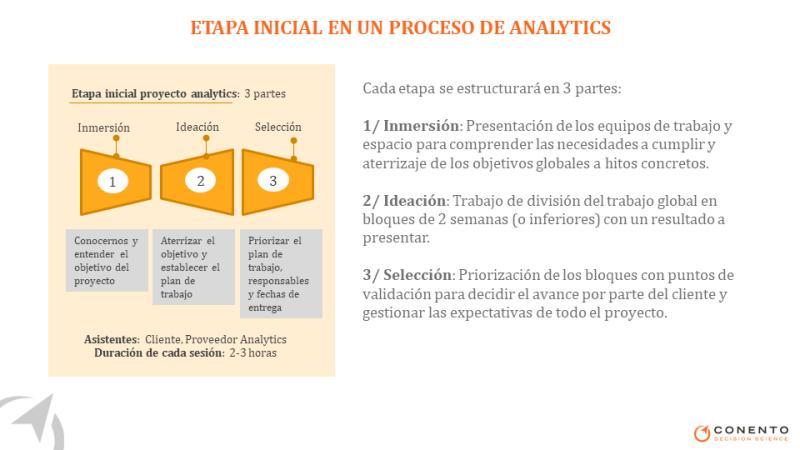 ETAPA INICIAL EN UN PROCESO DE ANALYTICS
Etapa inicial proyecto analytics: 3 partes
Inmersión
Ideación
Selección
1
2
3
Conocernos y
entender el
objetivo del
proyecto
Aterrizar el
objetivo y
establecer el
plan de
trabajo
Priorizar el
plan de
trabajo,
responsables
y fechas de
entrega
Asistentes: Cliente, Proveedor Analytics
Duración de cada sesión: 2-3 horas
Cada etapa se estructurará en 3 partes:
1/ Inmersión: Presentación de los equipos de trabajo y
espacio para comprender las necesidades a cumplir y
aterrizaje de los objetivos globales a hitos concretos.
2/ Ideación: Trabajo de división del trabajo global en
bloques de 2 semanas (o inferiores) con un resultado a
presentar.
3/ Selección: Priorización de los bloques con puntos de
validación para decidir el avance por parte del cliente y
gestionar las expectativas de todo el proyecto.
CONENTO
DECISION SCIENCE